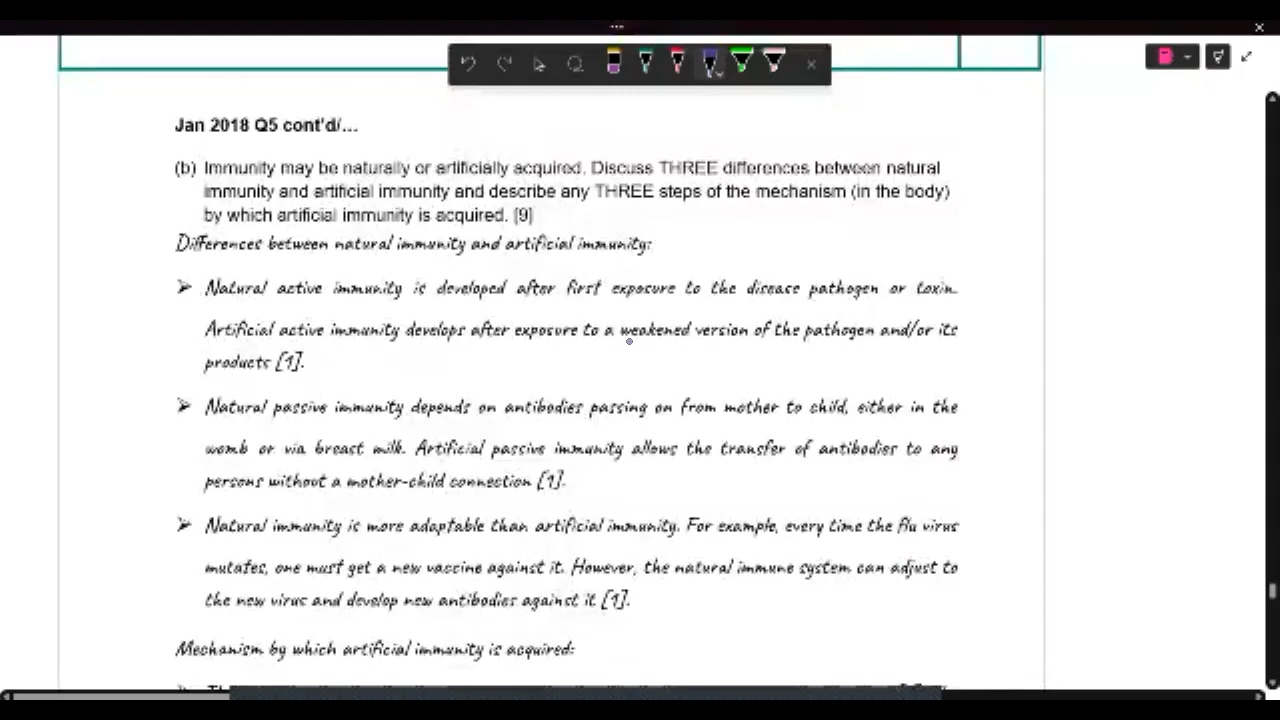 Jan 2018 Q5 cont'd/...
(b) Immunity may be naturally or artificially acquired. Discuss THREE differences between natural
immunity and artificial immunity and describe any THREE steps of the mechanism (in the body)
by which artificial immunity is acquired. [9]
Differences between natural immunity and artificial immunity:
➢ Natural active immunity is developed after first exposure to the disease pathogen or toxin.
Artificial active immunity develops after exposure to a weakened version of the pathogen and/or its
products [1].
➢ Natural passive immunity depends on antibodies passing on from mother to child, either in the
womb or via breast milk. Artificial passive immunity allows the transfer of antibodies to any
persons without a mother-child connection [1].
➢ Natural immunity is more adaptable than artificial immunity. For example, every time the flu virus
mutates, one must get a new vaccine against it. However, the natural immune system can adjust to
the new virus and develop new antibodies against it [1].
Mechanism by which artificial immunity is acquired: